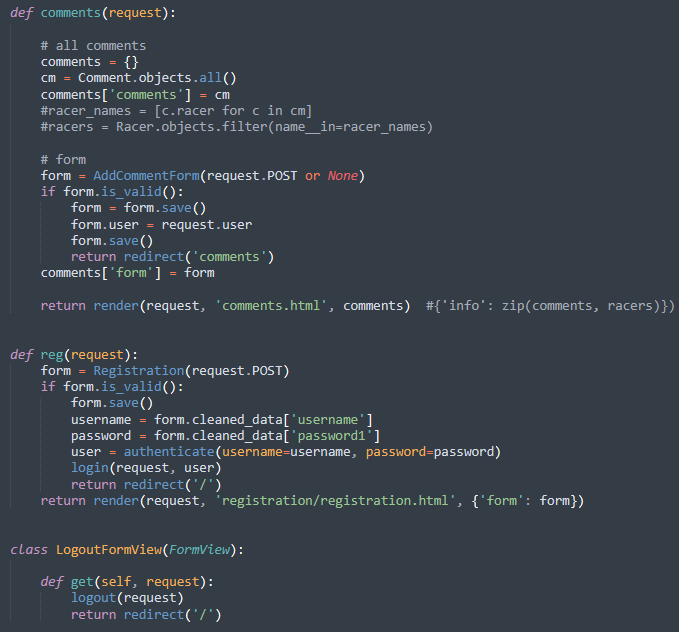 def comments(request):

    # all comments
    comments = {}
    cm = Comment.objects.all()
    comments['comments'] = cm
    #racer_names = [c.racer for c in cm]
    #racers = Racer.objects.filter(name__in=racer_names)

    # form
    form = AddCommentForm(request.POST or None)
    if form.is_valid():
        form = form.save()
        form.user = request.user
        form.save()
        return redirect('comments')
    comments['form'] = form

    return render(request, 'comments.html', comments)  #{'info': zip(comments, racers)})


def reg(request):
    form = Registration(request.POST)
    if form.is_valid():
        form.save()
        username = form.cleaned_data['username']
        password = form.cleaned_data['password1']
        user = authenticate(username=username, password=password)
        login(request, user)
        return redirect('/')
    return render(request, 'registration/registration.html', {'form': form})


class LogoutFormView(FormView):

    def get(self, request):
        logout(request)
        return redirect('/')